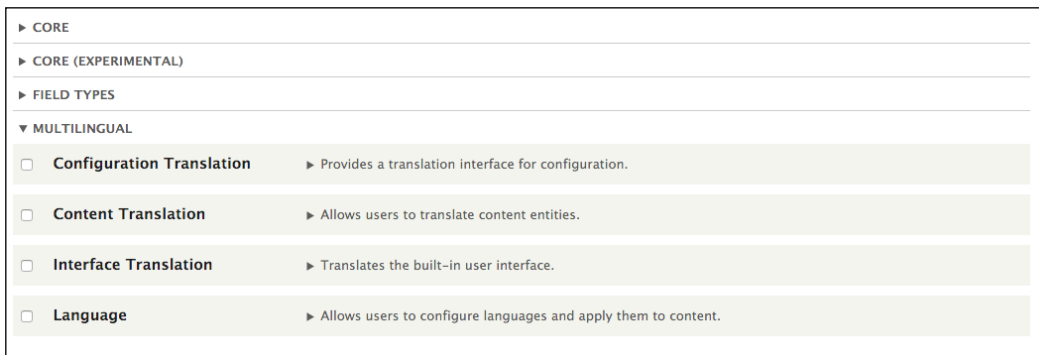 CORE
CORE (EXPERIMENTAL)
FIELD TYPES
MULTILINGUAL
Configuration Translation Provides a translation interface for configuration.
Content Translation Allows users to translate content entities.
Interface Translation Translates the built-in user interface.
Language Allows users to configure languages and apply them to content.